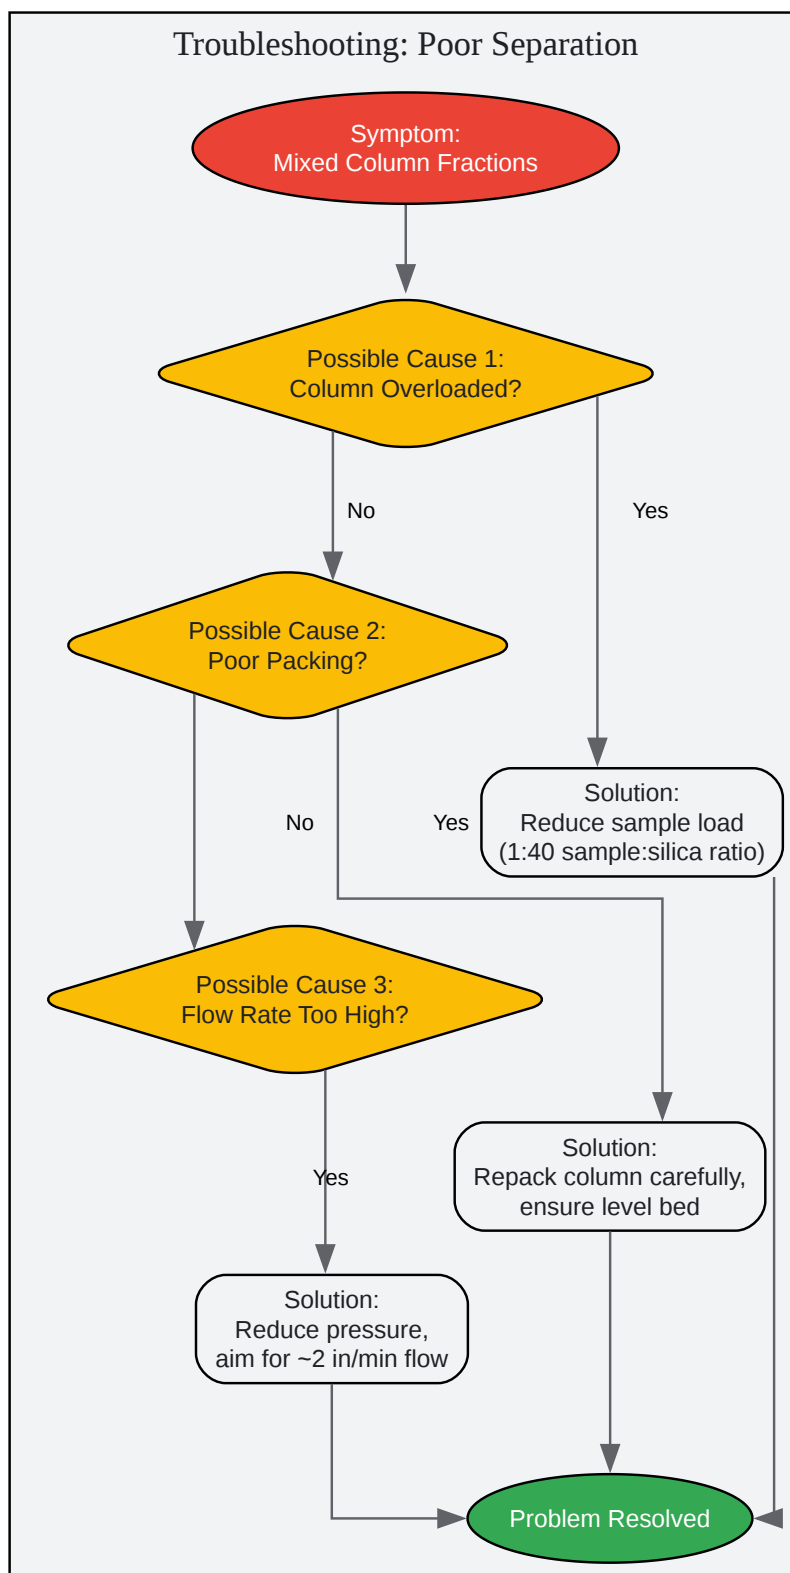 Troubleshooting: Poor Separation
Symptom:
Mixed Column Fractions
Possible Cause 1:
Column Overloaded?
No
Yes
Possible Cause 2:
Poor Packing?
Solution:
Reduce sample load
(1:40 sample:silica ratio)
No
Yes
Possible Cause 3:
Flow Rate Too High?
Solution:
Repack column carefully,
ensure level bed
Yes
Solution:
Reduce pressure,
aim for ~2 in/min flow
Problem Resolved